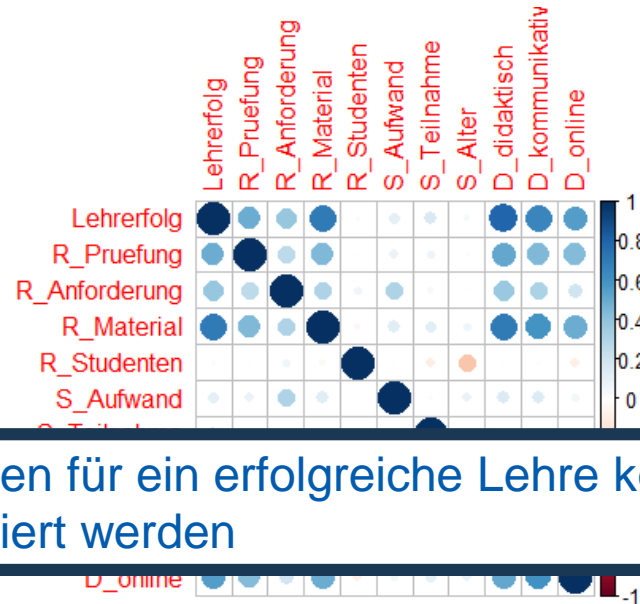 Lehrerfolg
R_Pruefung
R_Anforderung
R_Material
R_Studenten
S_Aufwand
S_Teilnahme
S_Alter
D_didaktisch
D_kommunikativ
D_online
Lehrerfolg
R_Pruefung
R_Anforderung
R_Material
R_Studenten
S_Aufwand
1
0.8
0.6
0.4
0.2
0
en für ein erfolgreiche Lehre k
iert werden
D_online
-1